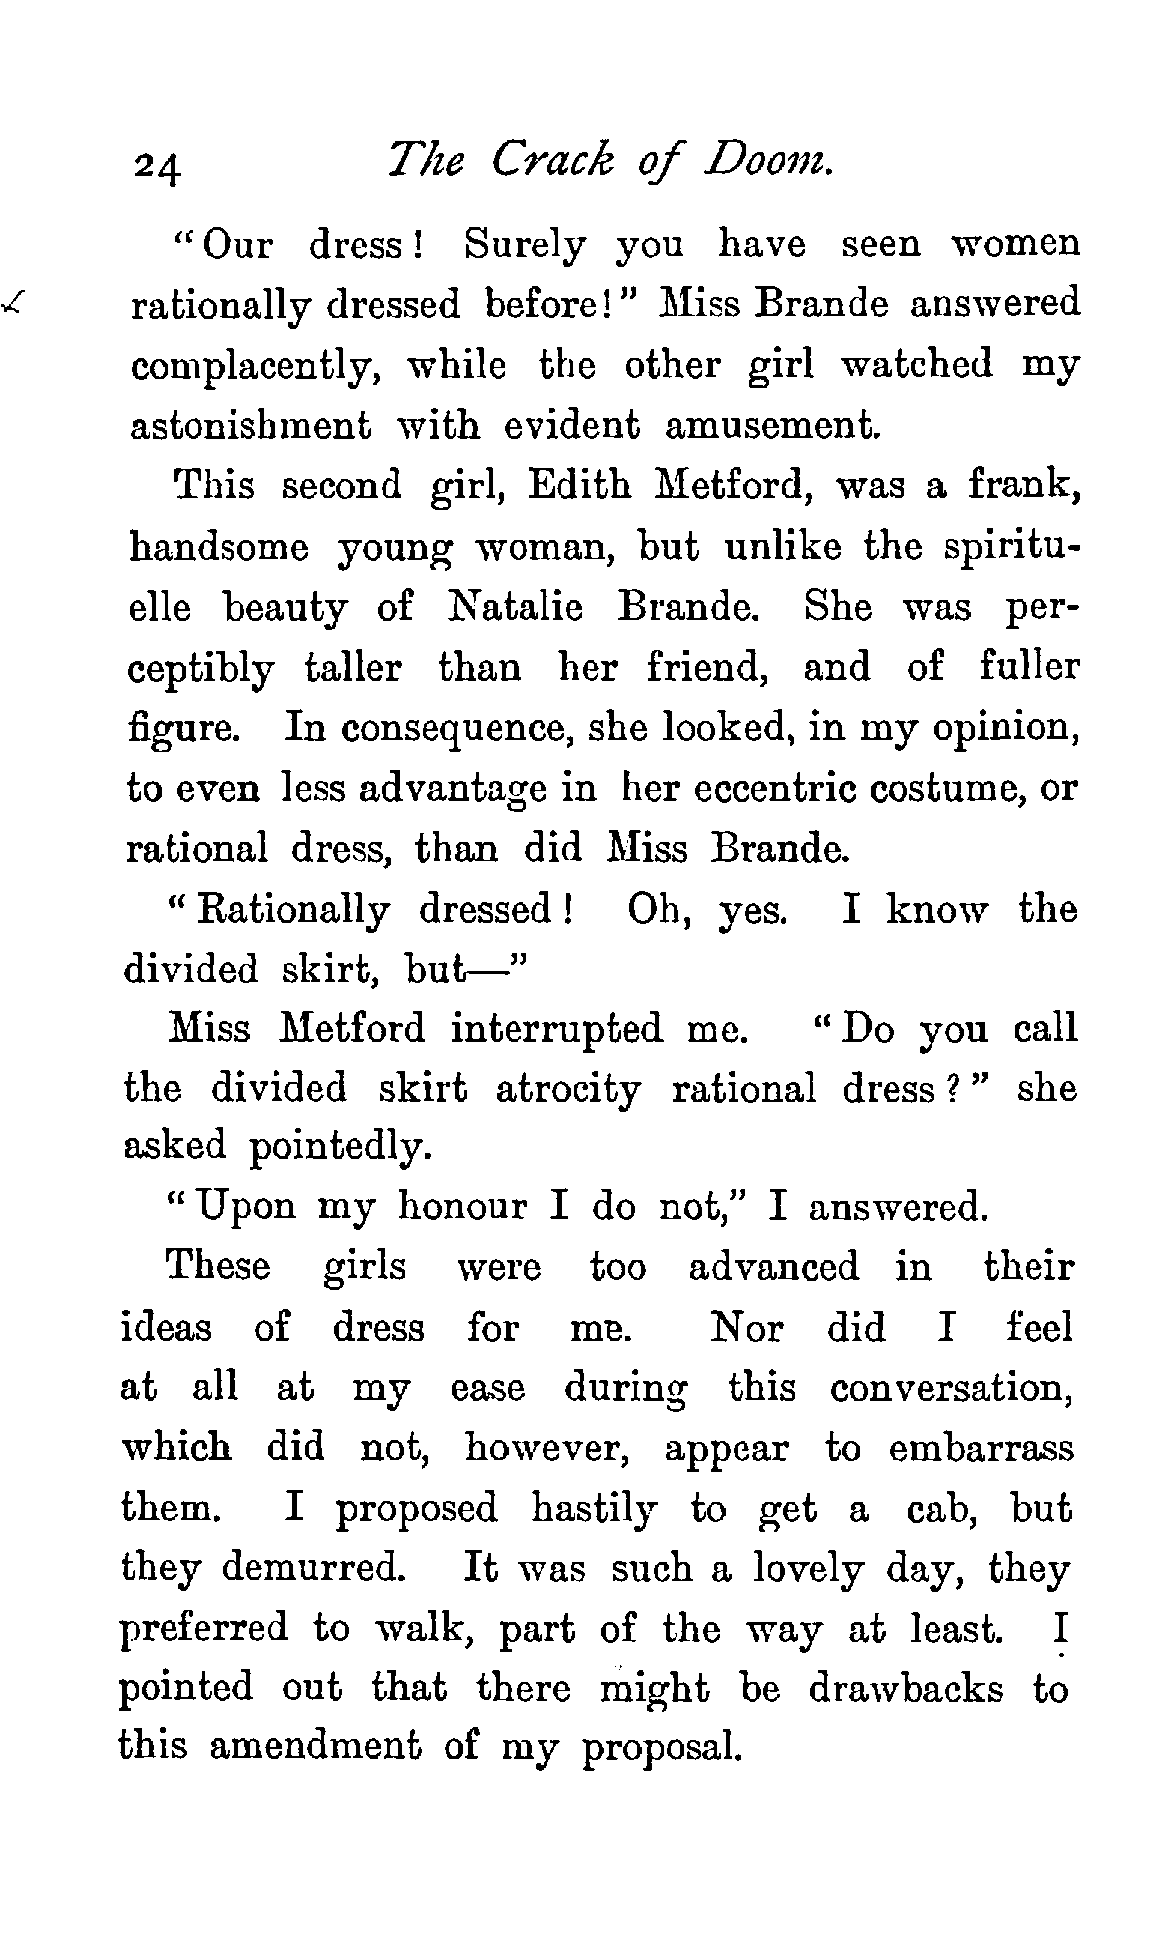 24 The Crack of Doom.
“Our dress! Surely you have seen women
rationally dressed before!” Miss Brande answered
complacently, while the other girl watched my
astonishment with evident amusement.
This second girl, Edith Metford, was a frank,
handsome young woman, but unlike the spiritu-
elle beauty of Natalie Brande. She was per-
ceptibly taller than her friend, and of fuller
figure. In consequence, she looked, in my opinion,
to even less advantage in her eccentric costume, or
rational dress, than did Miss Brande.
“Rationally dressed! Oh, yes. I know the
divided skirt, but—”
Miss Metford interrupted me. “Do you call
the divided skirt atrocity rational dress?” she
asked pointedly.
“Upon my honour I do not,” I answered.
These girls were too advanced in their
ideas of dress for me. Nor did I feel
at all at my ease during this conversation,
which did not, however, appear to embarrass
them. I proposed hastily to get a cab, but
they demurred. It was such a lovely day, they
preferred to walk, part of the way at least. I
pointed out that there might be drawbacks to
this amendment of my proposal.